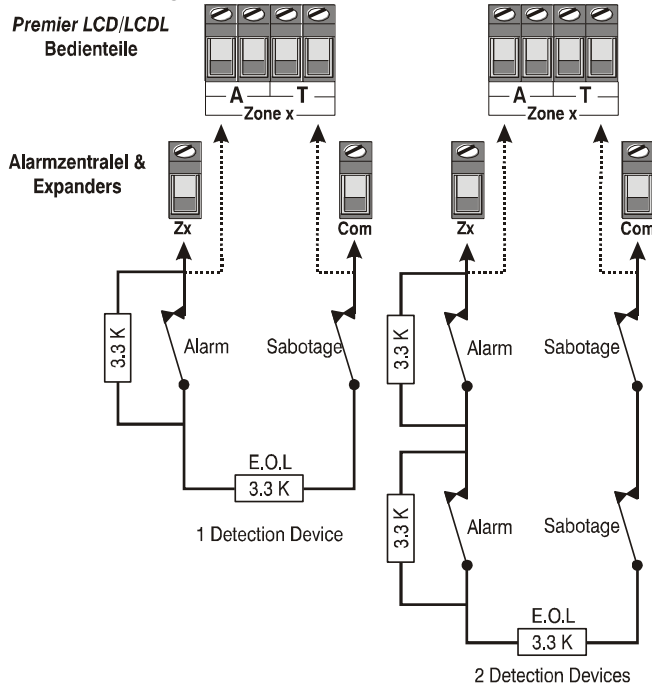 Premier LCD/LCDL
Bedienteile
A T
Zone x
A T
Zone x
Alarmzentralel &
Expanders
Zx
Com
Zx
Com
3.3 K
Alarm
Sabotage
3.3 K
Alarm
Sabotage
E.O.L
3.3 K
1 Detection Device
3.3 K
Alarm
Sabotage
E.O.L
3.3 K
2 Detection Devices